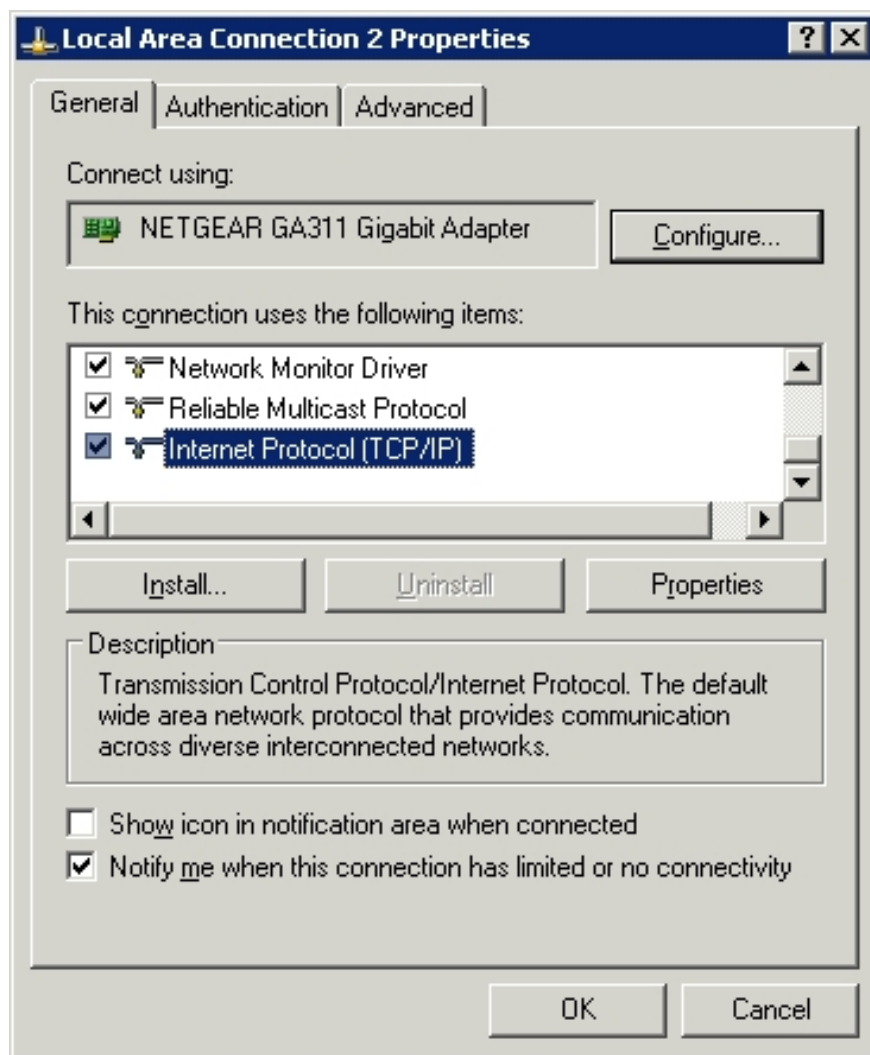 Local Area Connection 2 Properties
General Authentication Advanced
Connect using:
NETGEAR GA311 Gigabit Adapter
Configure...
This connection uses the following items:
Network Monitor Driver
Reliable Multicast Protocol
Internet Protocol (TCP/IP)
Install... Uninstall Properties
Description
Transmission Control Protocol/Internet Protocol. The default
wide area network protocol that provides communication
across diverse interconnected networks.
Show icon in notification area when connected
Notify me when this connection has limited or no connectivity
OK Cancel